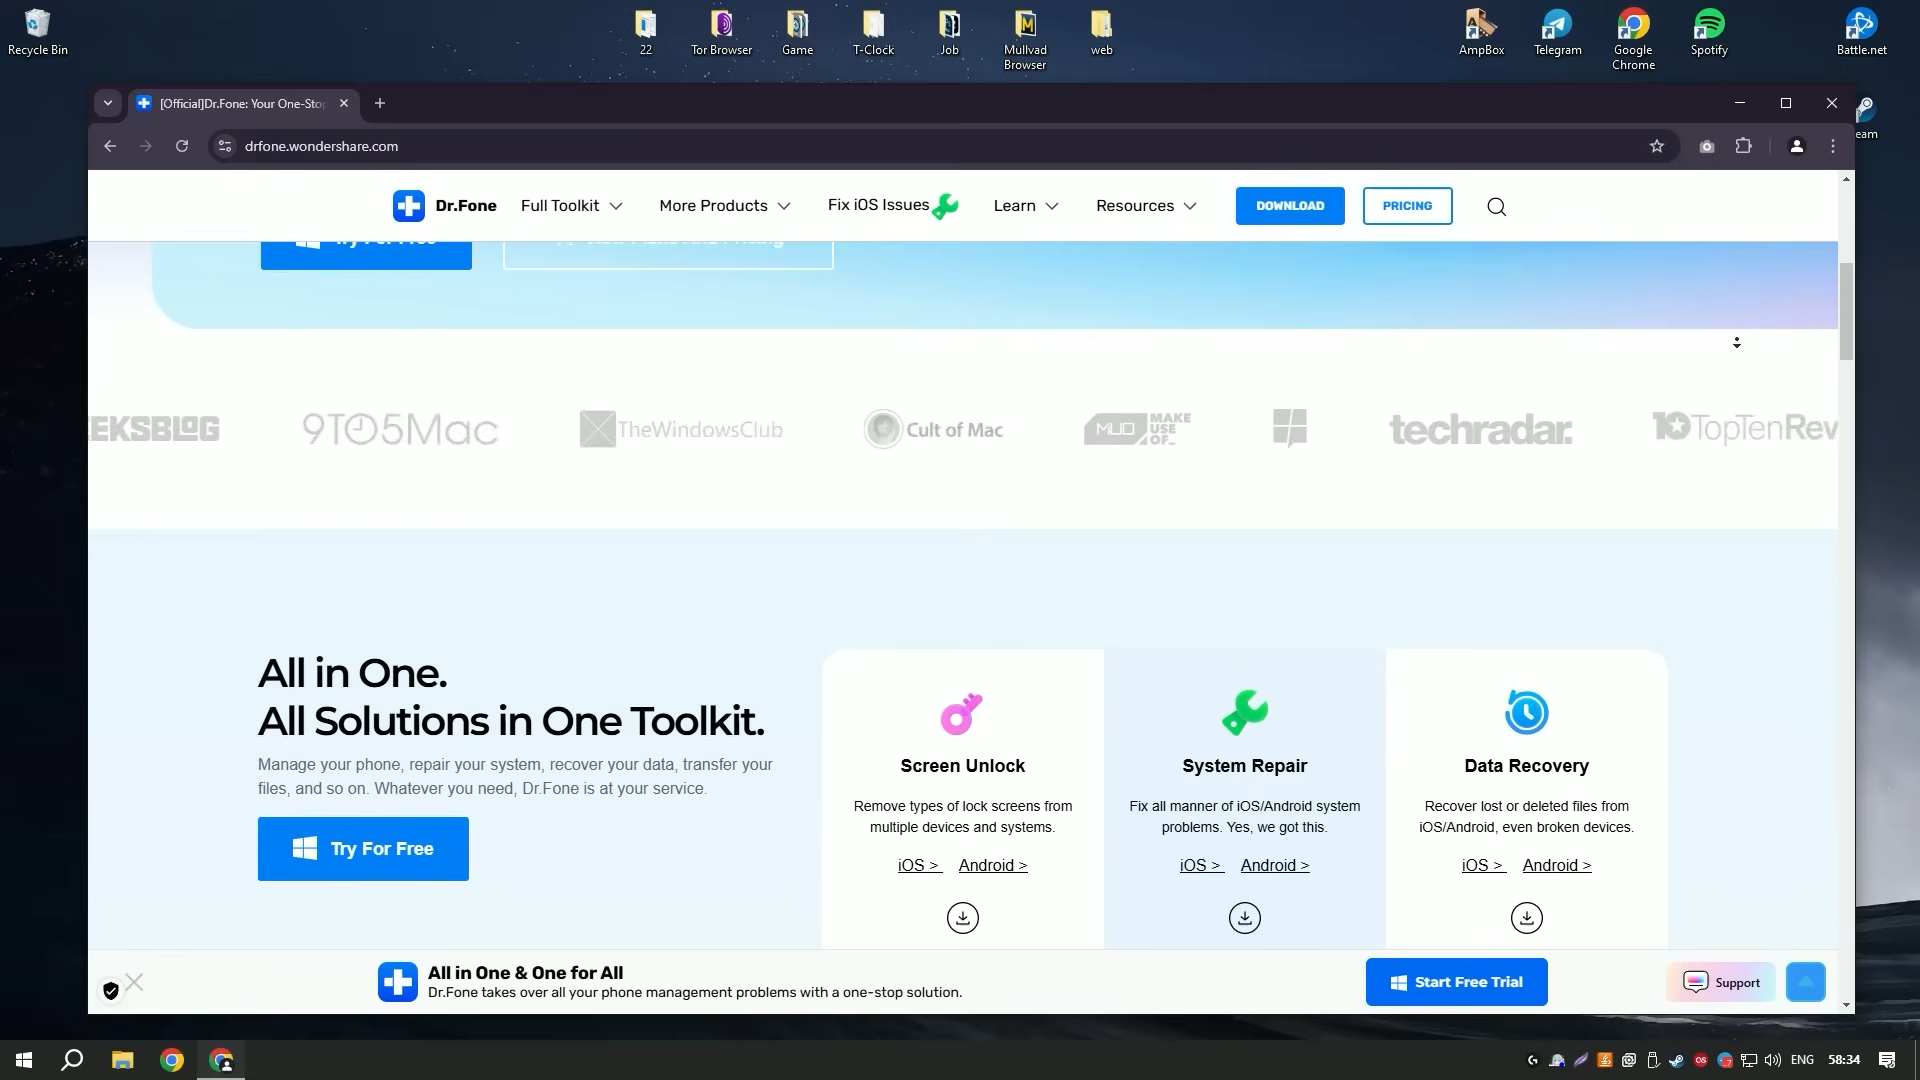 Recycle Bin
22
Tor Browser
Game
T-Clock
Job
Mullvad
Browser
web
AmpBox
Telegram
Google
Chrome
Spotify
Battle.net
eam
[Official]Dr.Fone: Your One-Stop
drfone.wondershare.com
Dr.Fone
Full Toolkit
More Products
Fix iOS Issues
Learn
Resources
DOWNLOAD
PRICING
EKSBLOG
9TO5Mac
TheWindowsClub
Cult of Mac
MUO
MAKE
USE
OF_
techradar.
10 TopTenRev
All in One.
All Solutions in One Toolkit.
Manage your phone, repair your system, recover your data, transfer your
files, and so on. Whatever you need, Dr.Fone is at your service.
Try For Free
Screen Unlock
Remove types of lock screens from
multiple devices and systems.
iOS > Android >
System Repair
Fix all manner of iOS/Android system
problems. Yes, we got this.
iOS > Android >
Data Recovery
Recover lost or deleted files from
iOS/Android, even broken devices.
iOS > Android >
All in One & One for All
Dr.Fone takes over all your phone management problems with a one-stop solution.
Start Free Trial
Support
ENG
58:34